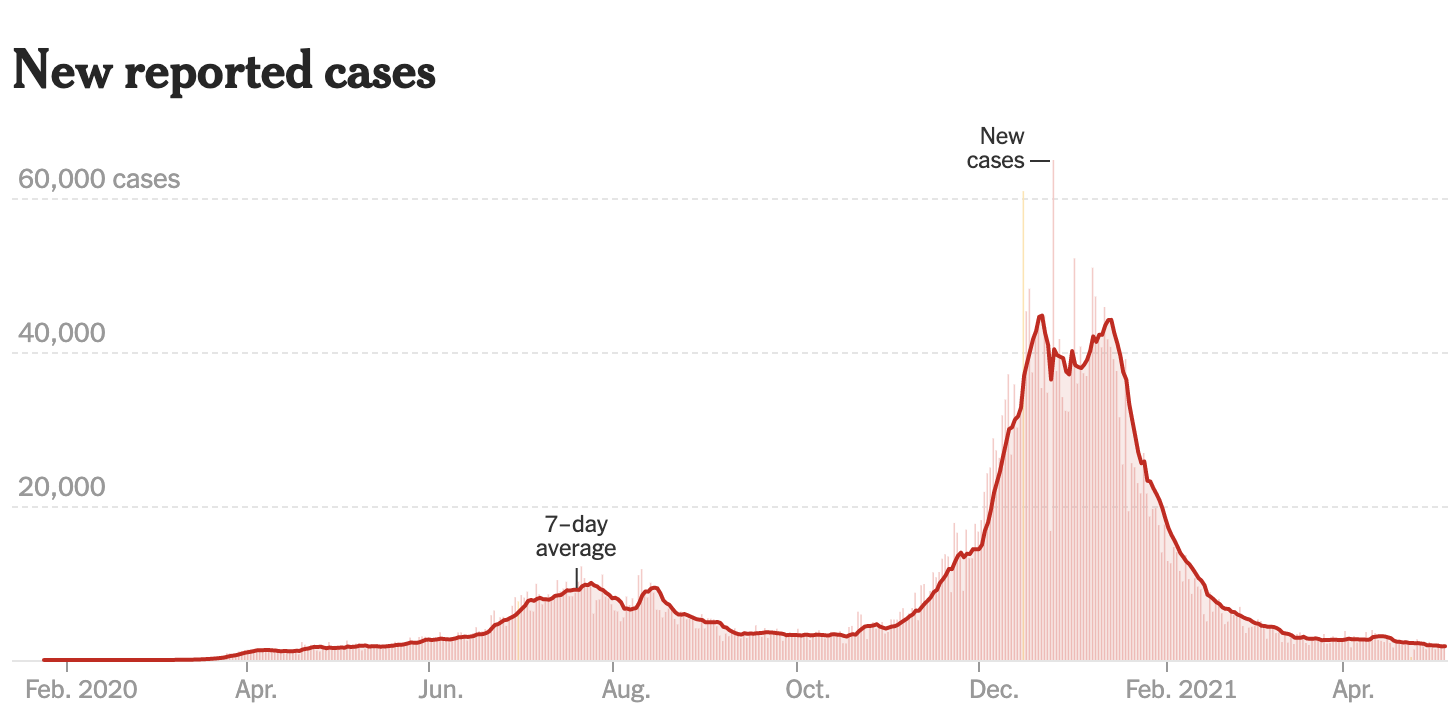 New reported cases
New
cases
60,000 cases
40,000
20,000
7–day
average
Feb. 2020
Apr.
Jun.
Aug.
Oct.
Dec.
Feb. 2021
Apr.